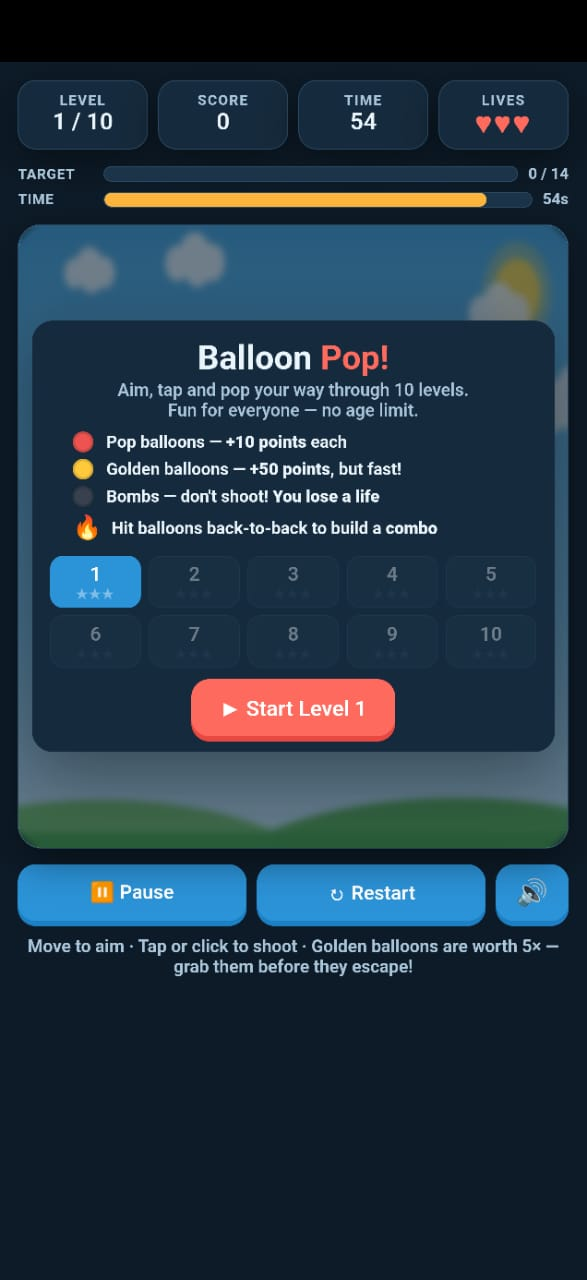 LEVEL
1 / 10
SCORE
0
TIME
54
LIVES
♥♥♥
TARGET
0 / 14
TIME
54s
Balloon Pop!
Aim, tap and pop your way through 10 levels.
Fun for everyone — no age limit.
Pop balloons — +10 points each
Golden balloons — +50 points, but fast!
Bombs — don't shoot! You lose a life
🔥 Hit balloons back-to-back to build a combo
1
★★★
2
★★★
3
★★★
4
★★★
5
★★★
6
★★★
7
★★★
8
★★★
9
★★★
10
★★★
▶ Start Level 1
⏸ Pause
↻ Restart
🔊
Move to aim · Tap or click to shoot · Golden balloons are worth 5× —
grab them before they escape!